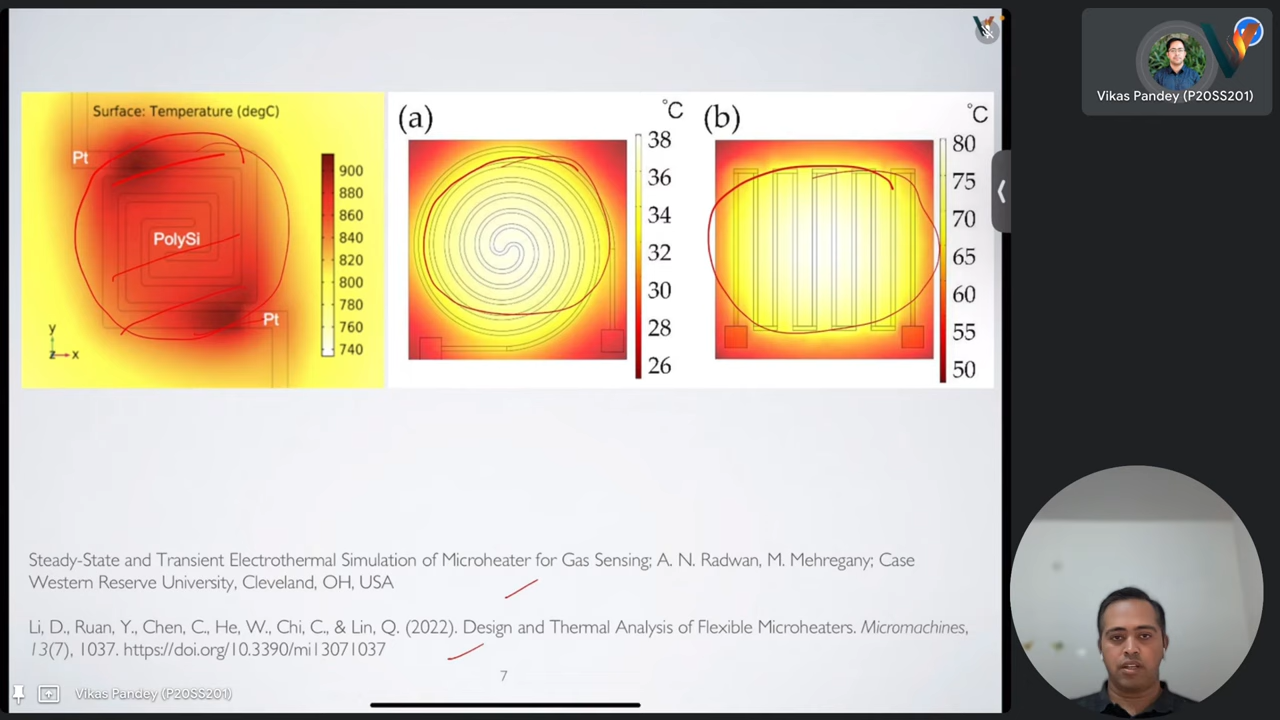 Surface: Temperature (degC)
Pt
PolySi
Pt
y
z
x
900
880
860
840
820
800
780
760
740
(a)
°C
38
36
34
32
30
28
26
(b)
°C
80
75
70
65
60
55
50
Steady-State and Transient Electrothermal Simulation of Microheater for Gas Sensing; A. N. Radwan, M. Mehregany; Case
Western Reserve University, Cleveland, OH, USA
Li, D., Ruan, Y., Chen, C., He, W., Chi, C., & Lin, Q. (2022). Design and Thermal Analysis of Flexible Microheaters. Micromachines,
13(7), 1037. https://doi.org/10.3390/mi13071037
7
Vikas Pandey (P20SS201)
Vikas Pandey (P20SS201)